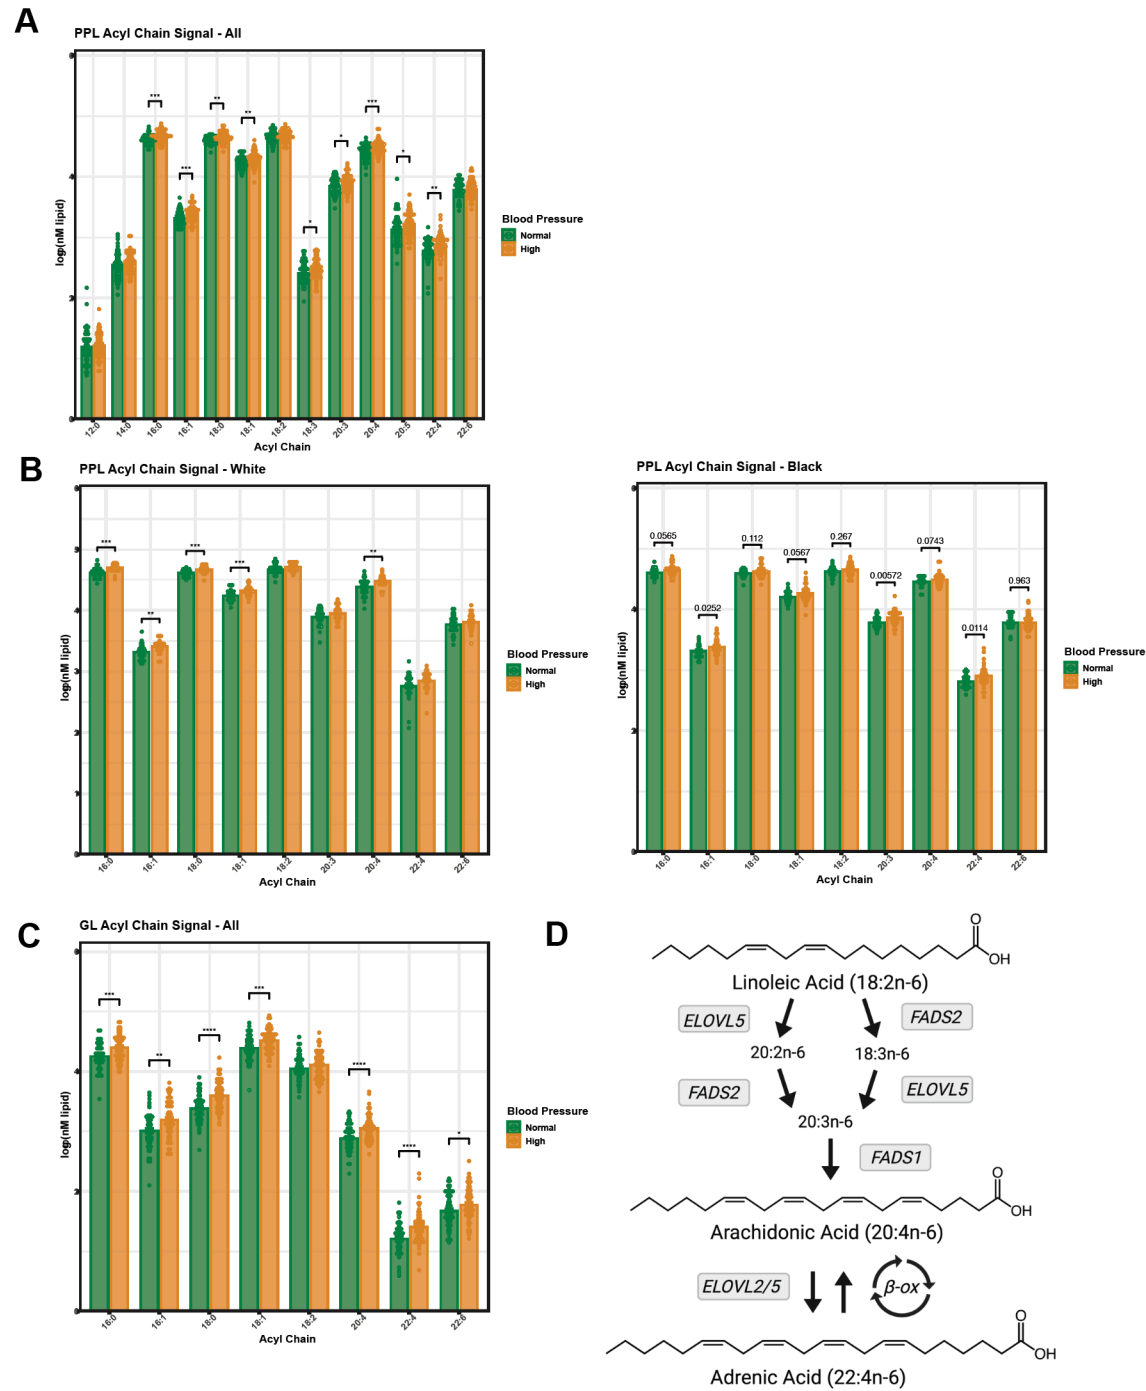 A
PPL Acyl Chain Signal - All
*** *** ** ** * * *** * **
log(nM lipid)
12:0 14:0 16:0 16:1 18:0 18:1 18:2 18:3 20:3 20:4 20:5 22:4 22:6
Acyl Chain
Blood Pressure
Normal
High
B
PPL Acyl Chain Signal - White
*** ** *** *** **
log(nM lipid)
16:0 16:1 18:0 18:1 18:2 20:3 20:4 22:4 22:6
Acyl Chain
Blood Pressure
Normal
High
PPL Acyl Chain Signal - Black
0.0565 0.0252 0.112 0.0567 0.267 0.00572 0.0743 0.0114 0.963
log(nM lipid)
16:0 16:1 18:0 18:1 18:2 20:3 20:4 22:4 22:6
Acyl Chain
Blood Pressure
Normal
High
C
GL Acyl Chain Signal - All
*** ** **** *** **** **** *
log(nM lipid)
16:0 16:1 18:0 18:1 18:2 20:4 22:4 22:6
Acyl Chain
Blood Pressure
Normal
High
D
O
OH
Linoleic Acid (18:2n-6)
ELOVL5 FADS2
20:2n-6 18:3n-6
FADS2 ELOVL5
20:3n-6
FADS1
O
OH
Arachidonic Acid (20:4n-6)
ELOVL2/5 β-ox
O
OH
Adrenic Acid (22:4n-6)